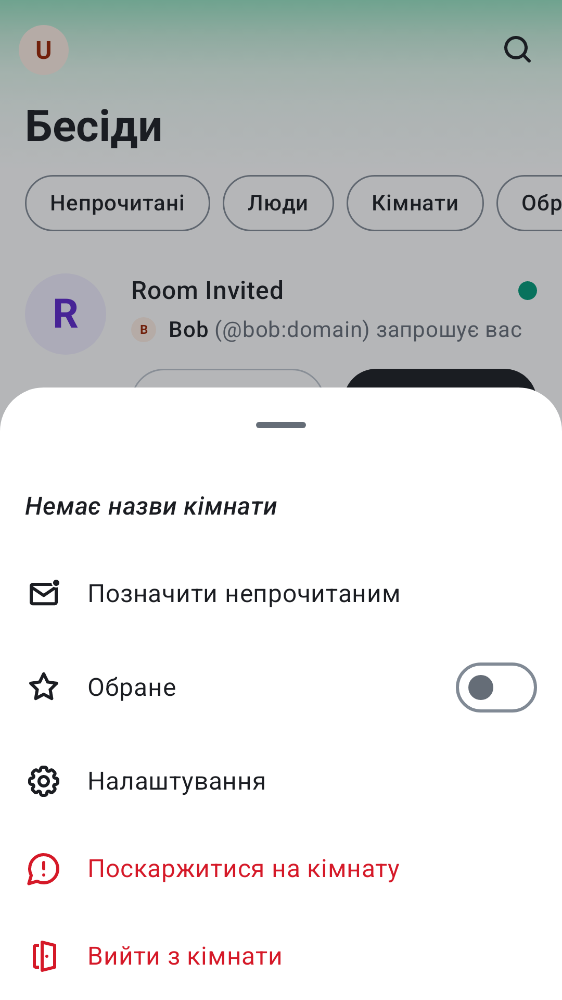 U
Бесіди
Непрочитані
Люди
Кімнати
Обр
R
Room Invited
B
Bob (@bob:domain) запрошує вас
Немає назви кімнати
Позначити непрочитаним
Обране
Налаштування
Поскаржитися на кімнату
Вийти з кімнати